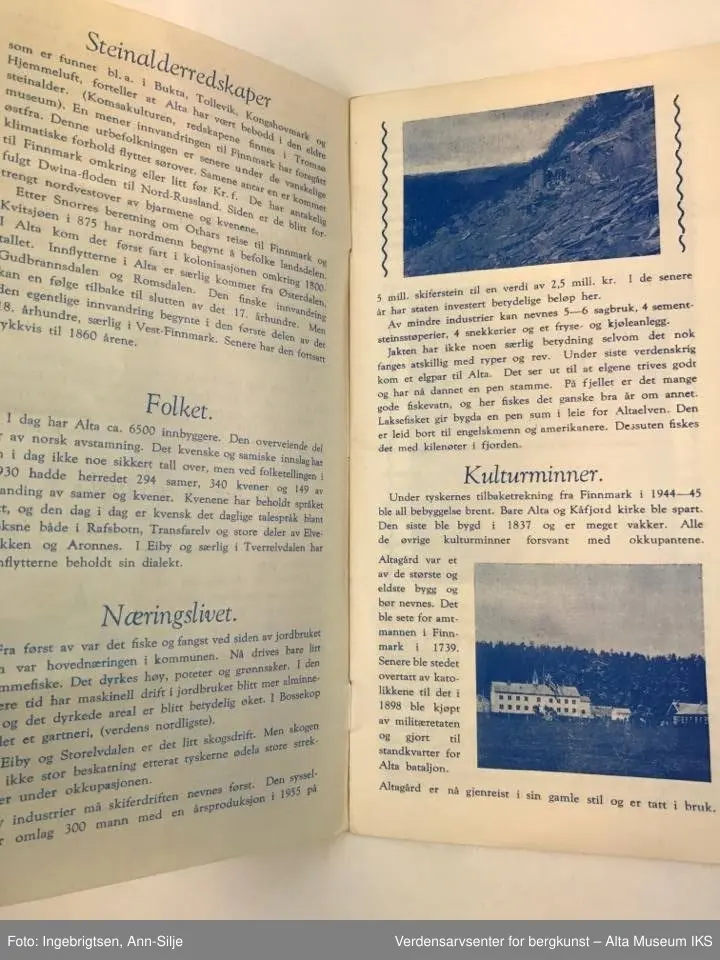 Steinalderredskaper
som er funnet bl. a. i Bukta, Tollevik, Kongshovmark og
Hjemmeluft, forteller at Alta har vært bebodd i den eldre
steinalder. (Komsakulturen, redskapene finnes i Tromsø
museum). En mener innvandringen til Finnmark har foregått
østfra. Denne urbefolkningen er senere under de vanskelige
klimatiske forhold flyttet sørover. Samene antar en er kommet
til Finnmark omkring eller litt før Kr. f. De har antakelig
fulgt Dwina-floden til Nord-Russland. Siden er de blitt for-
trengt nordvestover av bjarmene og kvenene.
Etter Snorres beretning om Othars reise til Finnmark og
Kvitsjøen i 875 har nordmenn begynt å befolke landsdelen.
I Alta kom det først fart i kolonisasjonen omkring 1800-
tallet. Innflytterne i Alta er særlig kommet fra Østerdalen,
Gudbrannsdalen og Romsdalen. Den finske innvandring
kan en følge tilbake til slutten av det 17. århundre. Men
den egentlige innvandring begynte i den første delen av det
18. århundre, særlig i Vest-Finnmark. Senere har den fortsatt
ykkvis til 1860 årene.
Folket.
I dag har Alta ca. 6500 innbyggere. Den overveiende del
r av norsk avstamning. Det kvenske og samiske innslag har
n i dag ikke noe sikkert tall over, men ved folketellingen i
930 hadde herredet 294 samer, 340 kvener og 149 av
anding av samer og kvener. Kvenene har beholdt språket
tt, og den dag i dag er kvensk det daglige talespråk blant
oksne både i Rafsbotn, Transfarelv og store deler av Elve-
kken og Aronnes. I Eiby og særlig i Tverrelvdalen har
nflytterne beholdt sin dialekt.
Næringslivet.
Fra først av var det fiske og fangst ved siden av jordbruket
m var hovednæringen i kommunen. Nå drives bare litt
mmefiske. Det dyrkes høy, poteter og grønnsaker. I den
ere tid har maskinell drift i jordbruket blitt mer alminne-
og det dyrkede areal er blitt betydelig øket. I Bossekop
let et gartneri, (verdens nordligste).
Eiby og Storelvdalen er det litt skogsdrift. Men skogen
ikke stor beskatning etterat tyskerne ødela store strek-
er under okkupasjonen.
v industrier må skiferdriften nevnes først. Den syssel-
r omlag 300 mann med en årsproduksjon i 1955 på
5 mill. skiferstein til en verdi av 2,5 mill. kr. I de senere
år har staten investert betydelige beløp her.
Av mindre industrier kan nevnes 5—6 sagbruk, 4 sement-
steinsstøperier, 4 snekkerier og et fryse- og kjøleanlegg.
Jakten har ikke noen særlig betydning selvom det nok
fanges atskillig med ryper og rev. Under siste verdenskrig
kom et elgpar til Alta. Det ser ut til at elgene trives godt
og har nå dannet en pen stamme. På fjellet er det mange
gode fiskevatn, og her fiskes det ganske bra om annet.
Laksefisket gir bygda en pen sum i leie for Altaelven. Den
er leid bort til engelskmenn og amerikanere. Dessuten fiskes
det med kilenøter i fjorden.
Kulturminner.
Under tyskernes tilbaketrekning fra Finnmark i 1944—45
ble all bebyggelse brent. Bare Alta og Kåfjord kirke ble spart.
Den siste ble bygd i 1837 og er meget vakker. Alle
de øvrige kulturminner forsvant med okkupantene.
Altagård var et
av de største og
eldste bygg og
bør nevnes. Det
ble sete for amt-
mannen i Finn-
mark i 1739.
Senere ble stedet
overtatt av kato-
likkene til det i
1898 ble kjøpt
av militæretaten
og gjort til
standkvarter for
Alta bataljon.
Altagård er nå gjenreist i sin gamle stil og er tatt i bruk.
Foto: Ingebrigtsen, Ann-Silje
Verdensarvsenter for bergkunst – Alta Museum IKS